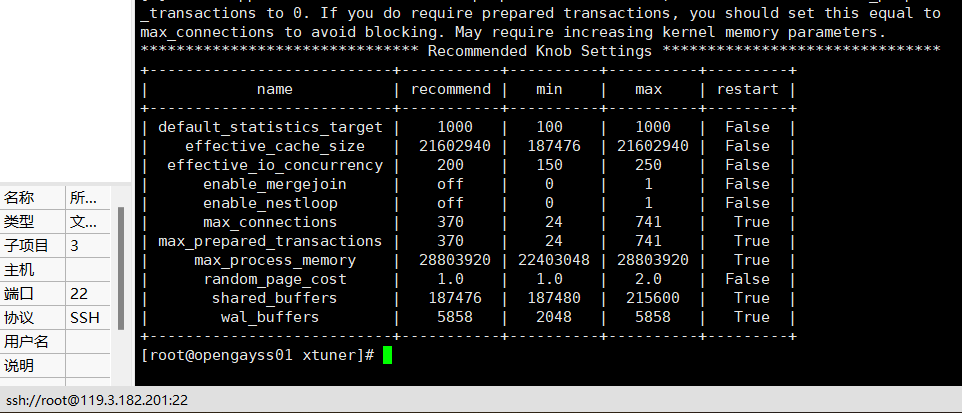 _transactions to 0. If you do require prepared transactions, you should set this equal to
max_connections to avoid blocking. May require increasing kernel memory parameters.
******************************* Recommended Knob Settings *******************************
+---------------------------+-----------+----------+----------+---------+
| name | recommend | min | max | restart |
+---------------------------+-----------+----------+----------+---------+
| default_statistics_target | 1000 | 100 | 1000 | False |
| effective_cache_size | 21602940 | 187476 | 21602940 | False |
| effective_io_concurrency | 200 | 150 | 250 | False |
| enable_mergejoin | off | 0 | 1 | False |
| enable_nestloop | off | 0 | 1 | False |
| max_connections | 370 | 24 | 741 | True |
| max_prepared_transactions | 370 | 24 | 741 | True |
| max_process_memory | 28803920 | 22403048 | 28803920 | True |
| random_page_cost | 1.0 | 1.0 | 2.0 | False |
| shared_buffers | 187476 | 187480 | 215600 | True |
| wal_buffers | 5858 | 2048 | 5858 | True |
+---------------------------+-----------+----------+----------+---------+
[root@opengayss01 xtuner]#
名称 所...
类型 文...
子项目 3
主机
端口 22
协议 SSH
用户名
说明
ssh://root@119.3.182.201:22